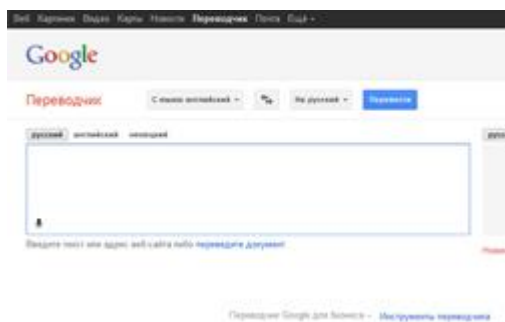 Веб Картинки Видео Карты Новости Переводчик Почта Ещё
Google
Переводчик С языка: английский На русский Перевести
русский английский немецкий
Введите текст или адрес веб-сайта либо переведите документ
Переводчик Google для бизнеса – Инструменты переводчика